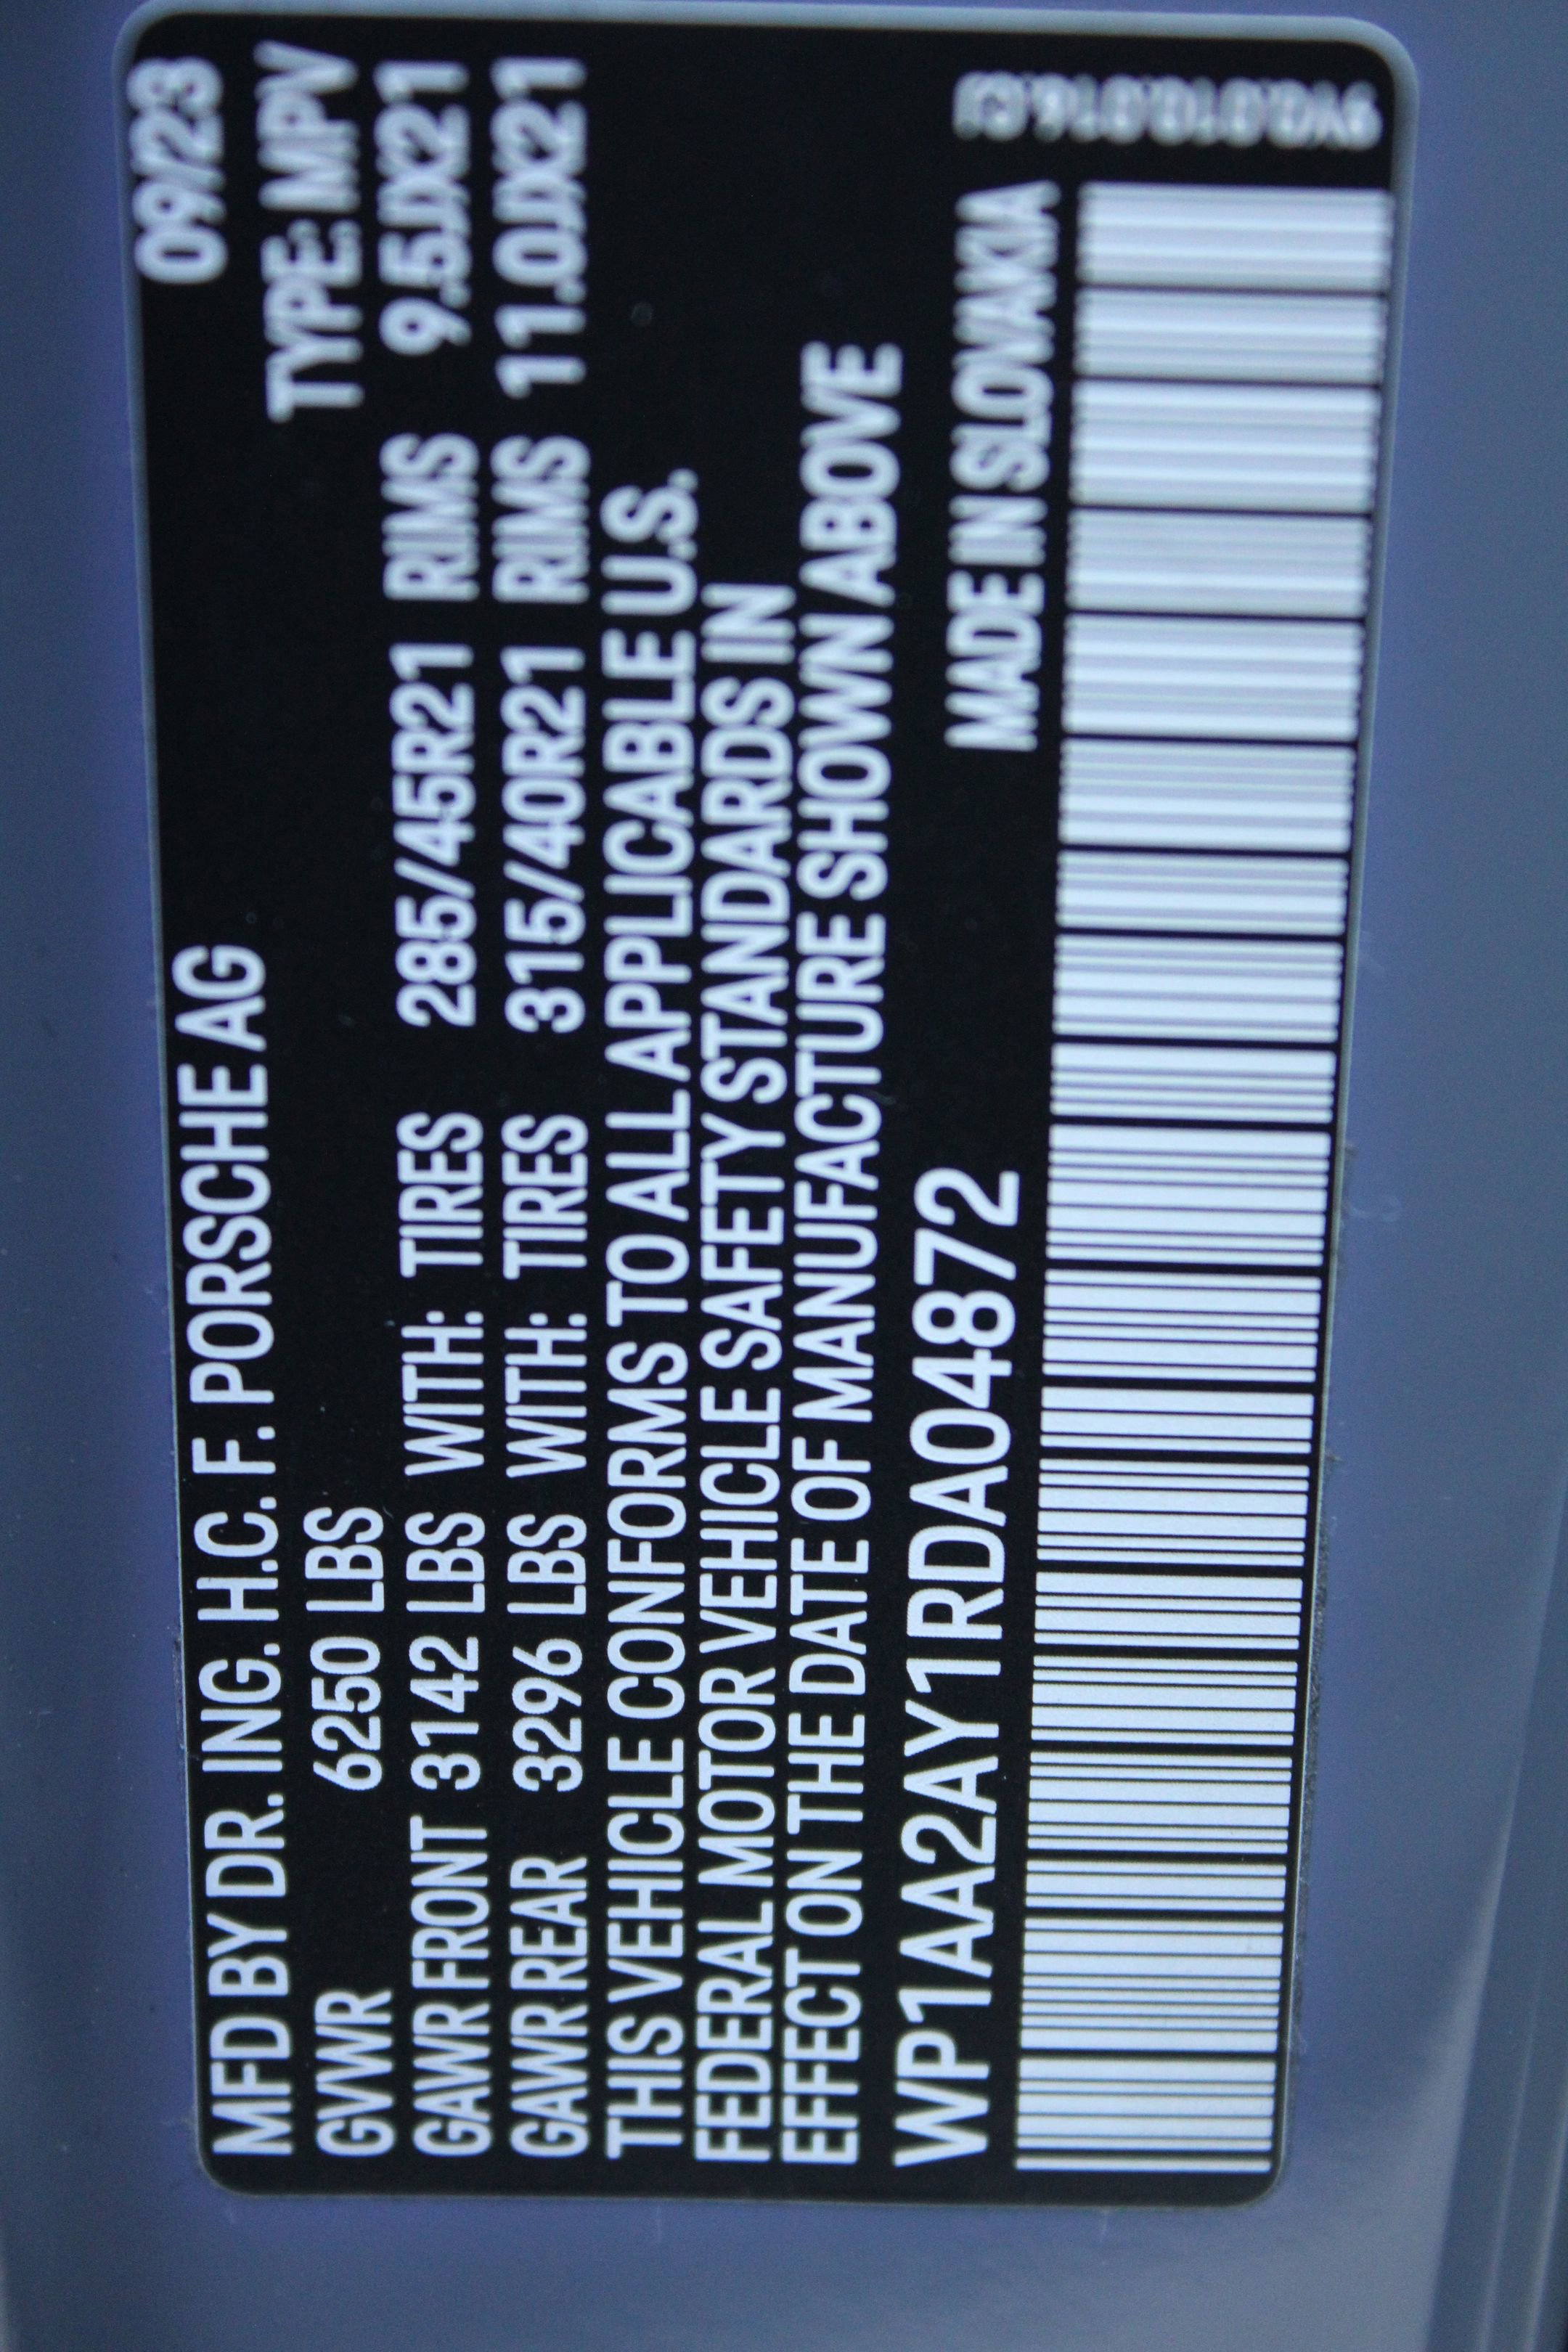 MFD BY DR. ING. H.C. F. PORSCHE AG 09/23
GVWR 6250 LBS TYPE: MPV
GAWR FRONT 3142 LBS WITH: TIRES 285/45R21 RIMS 9.5JX21
GAWR REAR 3296 LBS WITH: TIRES 315/40R21 RIMS 11.0JX21
THIS VEHICLE CONFORMS TO ALL APPLICABLE U.S.
FEDERAL MOTOR VEHICLE SAFETY STANDARDS IN
EFFECT ON THE DATE OF MANUFACTURE SHOWN ABOVE
WP1AA2AY1RDA04872 MADE IN SLOVAKIA